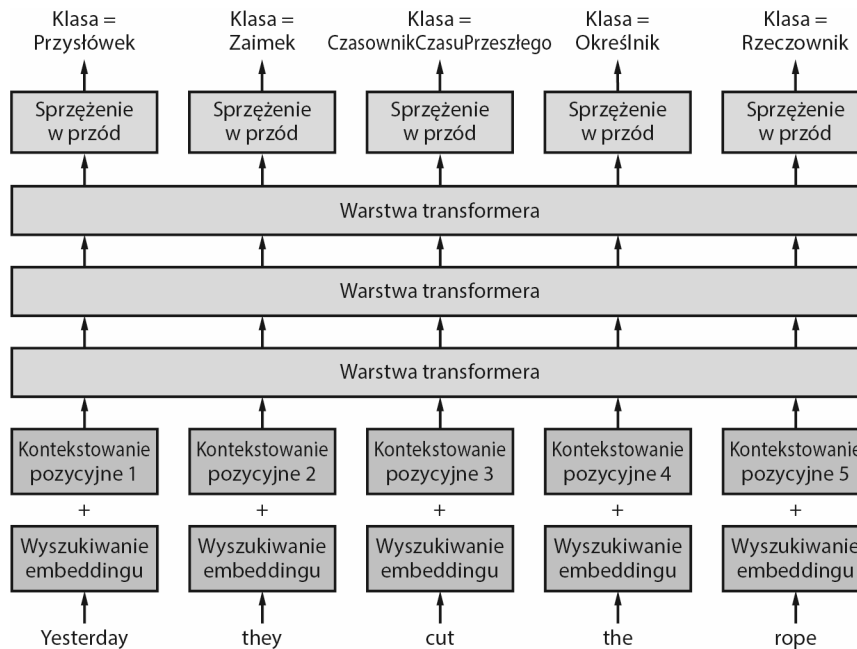 Klasa =
Przysłówek
Klasa =
Zaimek
Klasa =
CzasownikCzasuPrzeszłego
Klasa =
Określnik
Klasa =
Rzeczownik
Sprzężenie
w przód
Sprzężenie
w przód
Sprzężenie
w przód
Sprzężenie
w przód
Sprzężenie
w przód
Warstwa transformera
Warstwa transformera
Warstwa transformera
Kontekstowanie
pozycyjne 1
Kontekstowanie
pozycyjne 2
Kontekstowanie
pozycyjne 3
Kontekstowanie
pozycyjne 4
Kontekstowanie
pozycyjne 5
+ + + + +
Wyszukiwanie
embeddingu
Wyszukiwanie
embeddingu
Wyszukiwanie
embeddingu
Wyszukiwanie
embeddingu
Wyszukiwanie
embeddingu
Yesterday they cut the rope